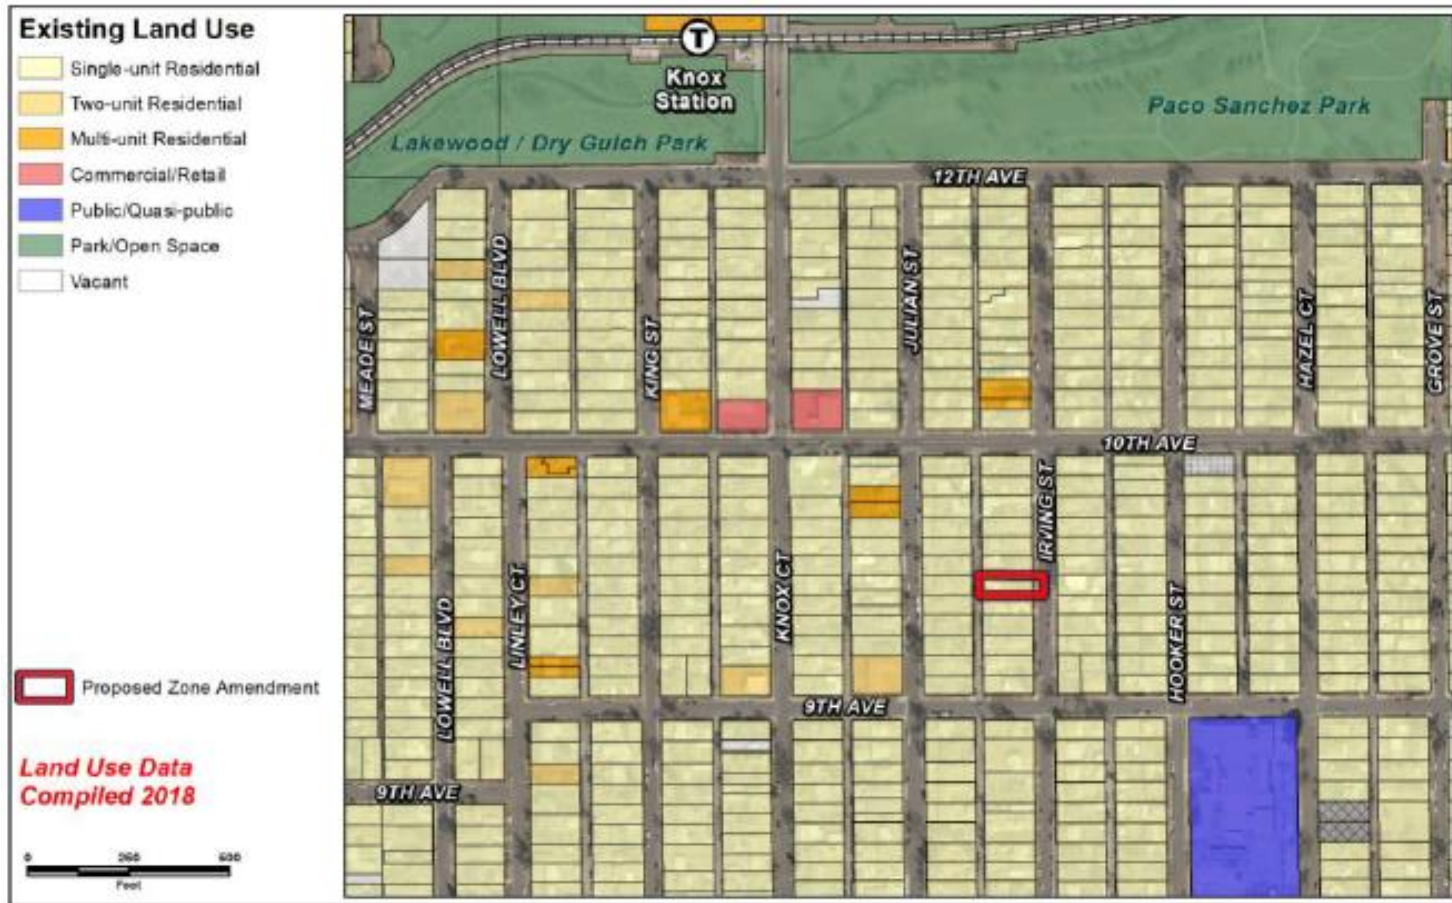 Existing Land Use
Single-unit Residential
Two-unit Residential
Multi-unit Residential
Commercial/Retail
Public/Quasi-public
Park/Open Space
Vacant
Proposed Zone Amendment
Land Use Data
Compiled 2018
0 250 500
Feet
T
Knox
Station
Lakewood / Dry Gulch Park
Paco Sanchez Park
12TH AVE
MEADE ST
LOWELL BLVD
KING ST
JULIAN ST
HAZEL CT
GROVE ST
10TH AVE
LOWELL BLVD
LINLEY CT
KNOX CT
IRVING ST
HOOKER ST
9TH AVE
9TH AVE